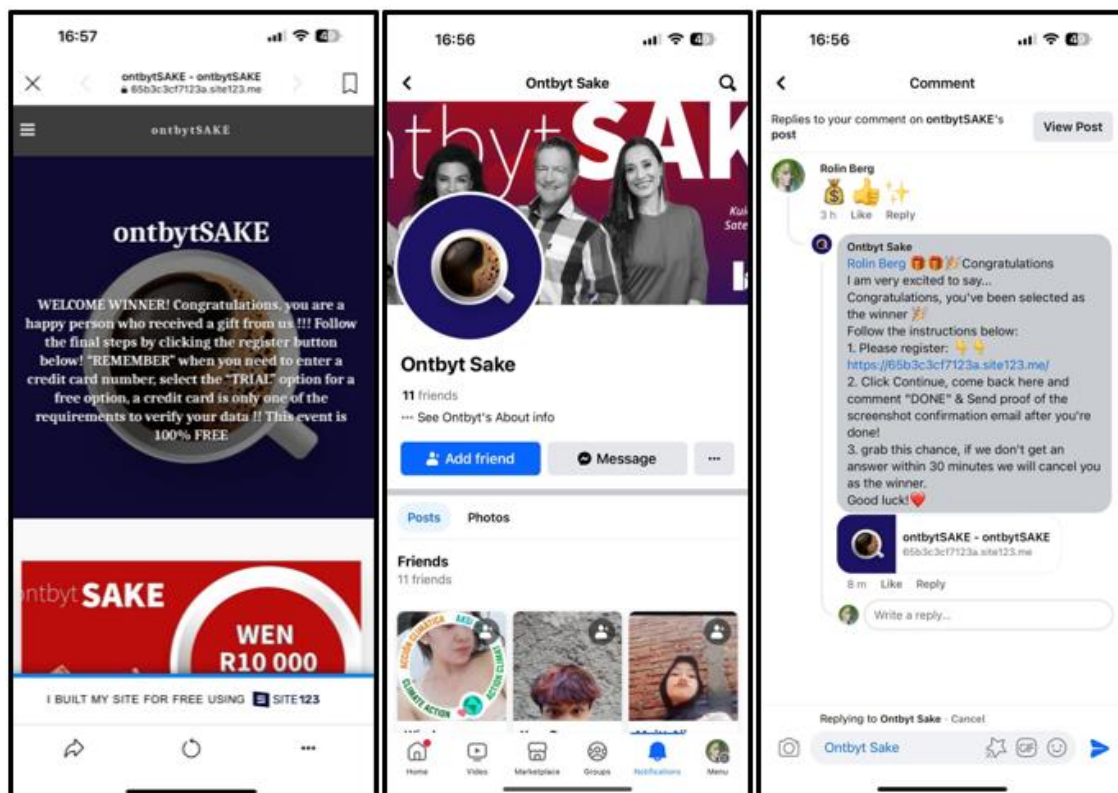 16:57
ontbytSAKE - ontbytSAKE
65b3c3cf7123a.site123.me
ontbytSAKE
ontbytSAKE
WELCOME WINNER! Congratulations, you are a
happy person who received a gift from us !!! Follow
the final steps by clicking the register button
below! "REMEMBER" when you need to enter a
credit card number, select the "TRIAL" option for a
free option, a credit card is only one of the
requirements to verify your data !! This event is
100% FREE
ntbyt SAKE
WEN
R10 000
I BUILT MY SITE FOR FREE USING SITE123
16:56
Ontbyt Sake
ntbyt SAK
Ontbyt Sake
11 friends
··· See Ontbyt's About info
Add friend
Message
Posts
Photos
Friends
11 friends
ACCIÓN CLIMÁTICA
CLIMATE ACTION
Home
Video
Marketplace
Groups
Notifications
Menu
16:56
Comment
Replies to your comment on ontbytSAKE's
post
View Post
Rolin Berg
💰👍✨
3 h Like Reply
Ontbyt Sake
Rolin Berg 🎁🎁🎉Congratulations
I am very excited to say...
Congratulations, you've been selected as
the winner 🎉
Follow the instructions below:
1. Please register: 👇👇
https://65b3c3cf7123a.site123.me/
2. Click Continue, come back here and
comment "DONE" & Send proof of the
screenshot confirmation email after you're
done!
3. grab this chance, if we don't get an
answer within 30 minutes we will cancel you
as the winner.
Good luck!❤️
ontbytSAKE - ontbytSAKE
65b3c3cf7123a.site123.me
8 m Like Reply
Write a reply...
Replying to Ontbyt Sake · Cancel
Ontbyt Sake
GIF